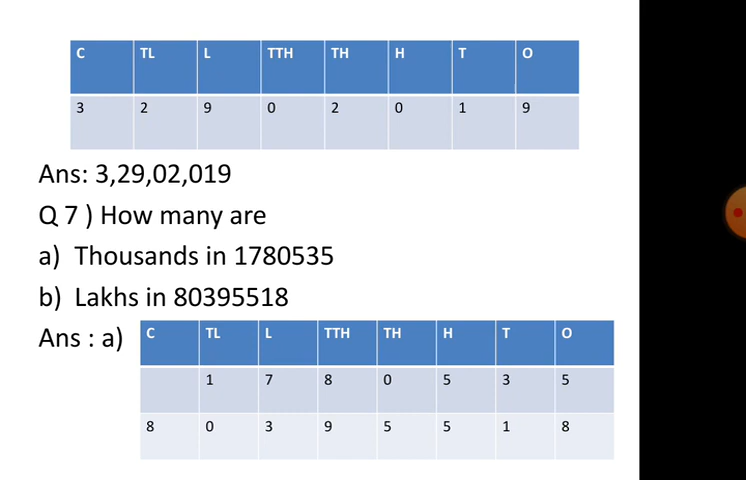 C TL L TTH TH H T O
3 2 9 0 2 0 1 9
Ans: 3,29,02,019
Q 7 ) How many are
a) Thousands in 1780535
b) Lakhs in 80395518
Ans : a)
C TL L TTH TH H T O
1 7 8 0 5 3 5
8 0 3 9 5 5 1 8